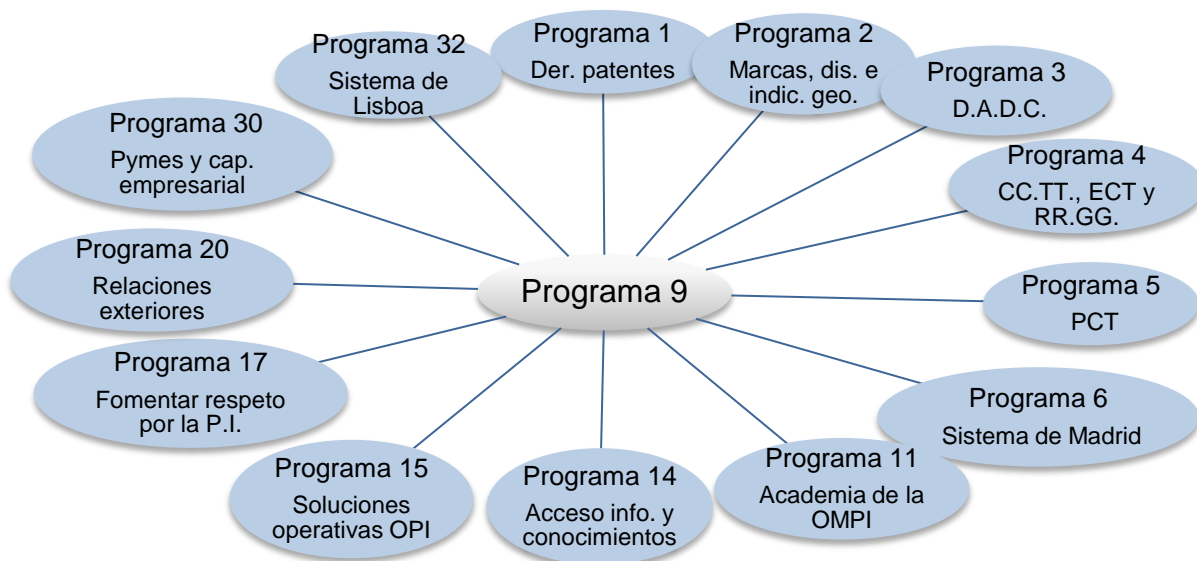 Programa 32
Sistema de
Lisboa
Programa 1
Der. patentes
Programa 2
Marcas, dis. e
indic. geo.
Programa 3
D.A.D.C.
Programa 30
Pymes y cap.
empresarial
Programa 4
CC.TT., ECT y
RR.GG.
Programa 20
Relaciones
exteriores
Programa 9
Programa 5
PCT
Programa 17
Fomentar respeto
por la P.I.
Programa 6
Sistema de Madrid
Programa 15
Soluciones
operativas OPI
Programa 14
Acceso info. y
conocimientos
Programa 11
Academia de la
OMPI